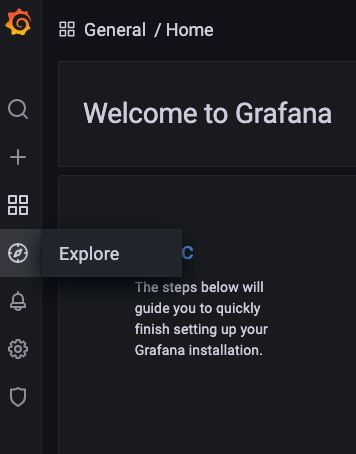 General / Home
Welcome to Grafana
Explore
The steps below will
guide you to quickly
finish setting up your
Grafana installation.